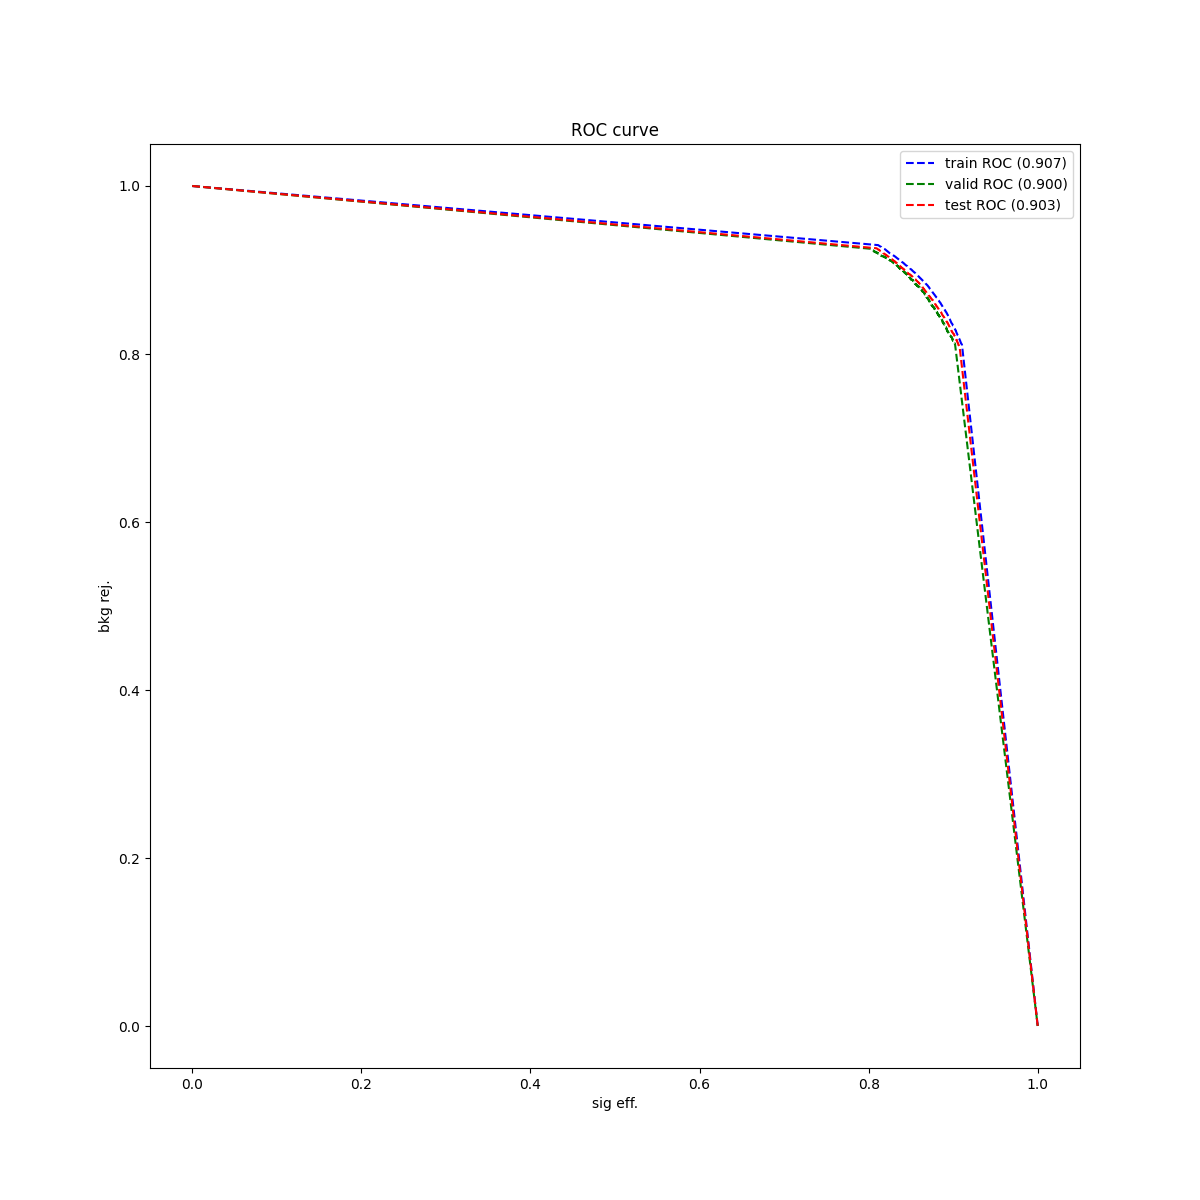 ROC curve
train ROC (0.907)
valid ROC (0.900)
test ROC (0.903)
1.0
0.8
0.6
0.4
0.2
0.0
bkg rej.
0.0 0.2 0.4 0.6 0.8 1.0
sig eff.